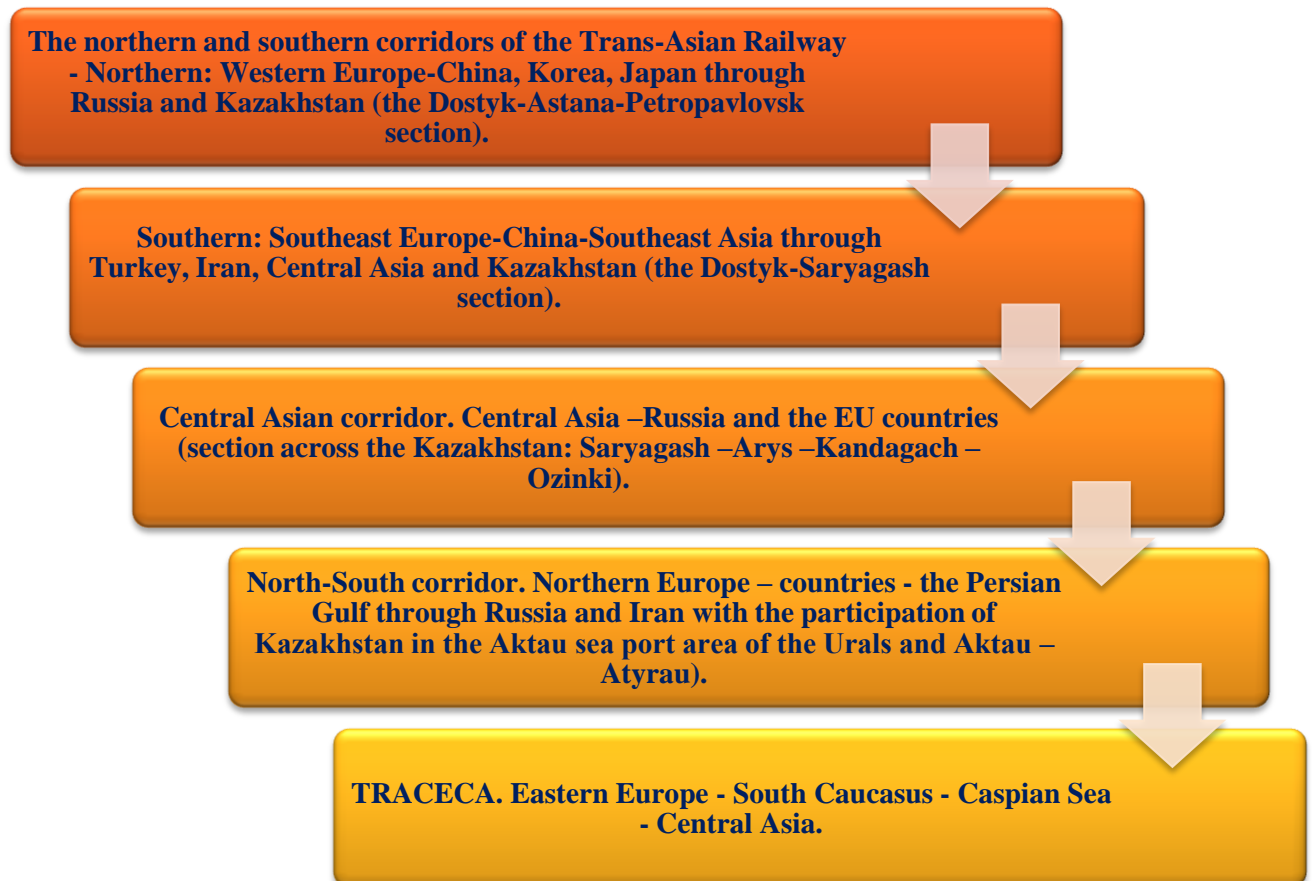 The northern and southern corridors of the Trans-Asian Railway
- Northern: Western Europe-China, Korea, Japan through
Russia and Kazakhstan (the Dostyk-Astana-Petropavlovsk
section).
Southern: Southeast Europe-China-Southeast Asia through
Turkey, Iran, Central Asia and Kazakhstan (the Dostyk-Saryagash
section).
Central Asian corridor. Central Asia –Russia and the EU countries
(section across the Kazakhstan: Saryagash –Arys –Kandagach –
Ozinki).
North-South corridor. Northern Europe – countries - the Persian
Gulf through Russia and Iran with the participation of
Kazakhstan in the Aktau sea port area of the Urals and Aktau –
Atyrau).
TRACECA. Eastern Europe - South Caucasus - Caspian Sea
- Central Asia.